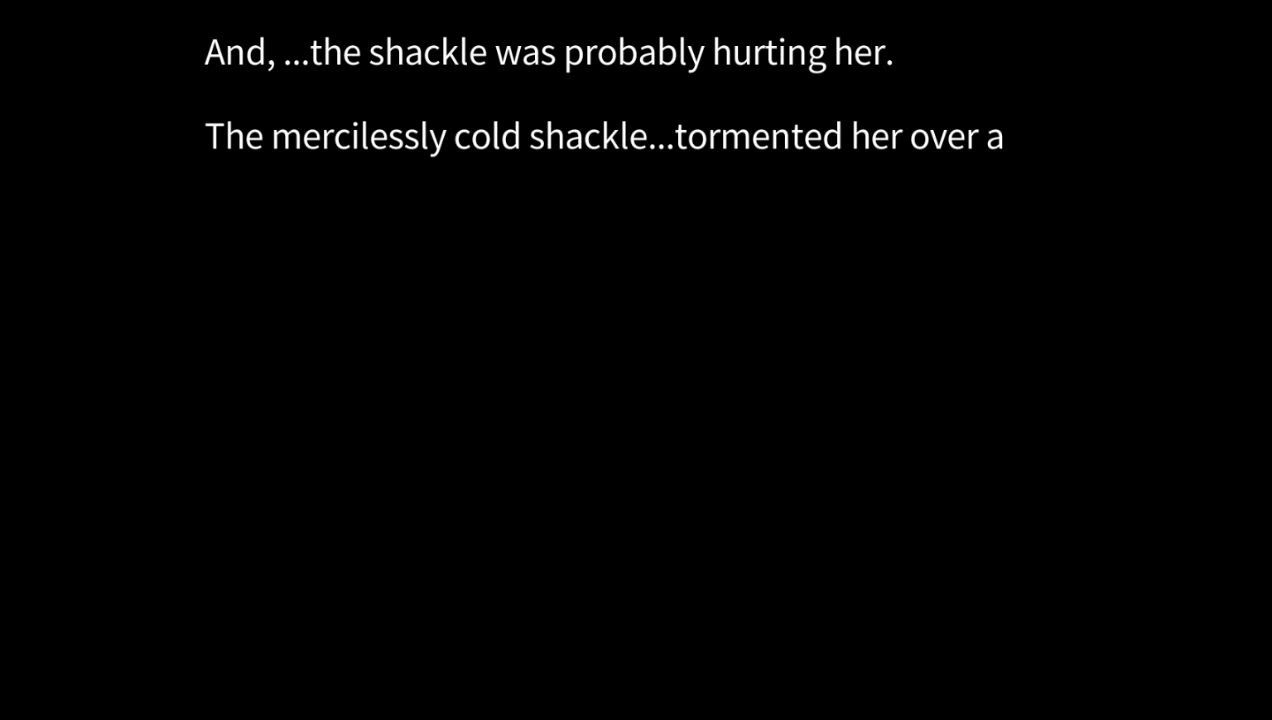 And, ...the shackle was probably hurting her.
The mercilessly cold shackle...tormented her over a